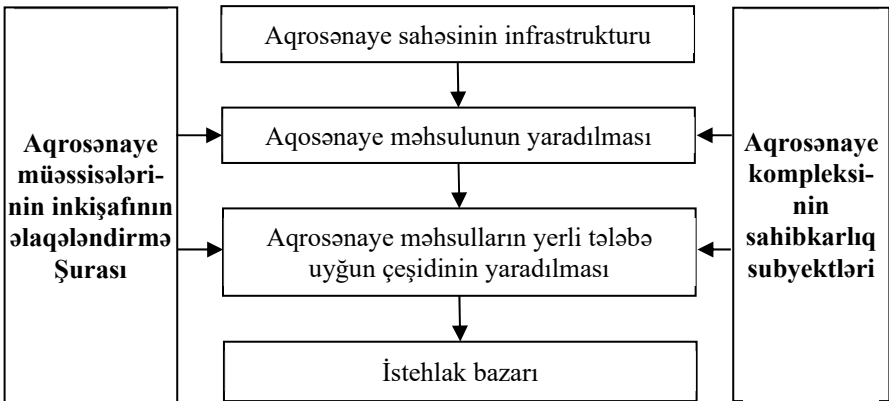 Aqrosənaye sahəsinin infrastrukturu
Aqosənaye məhsulunun yaradılması
Aqrosənaye
müəssisələri-
nin inkişafının
əlaqələndirmə
Şurası
Aqrosənaye məhsulların yerli tələbə
uyğun çeşidinin yaradılması
Aqrosənaye
kompleksi-
nin
sahibkarlıq
subyektləri
İstehlak bazarı